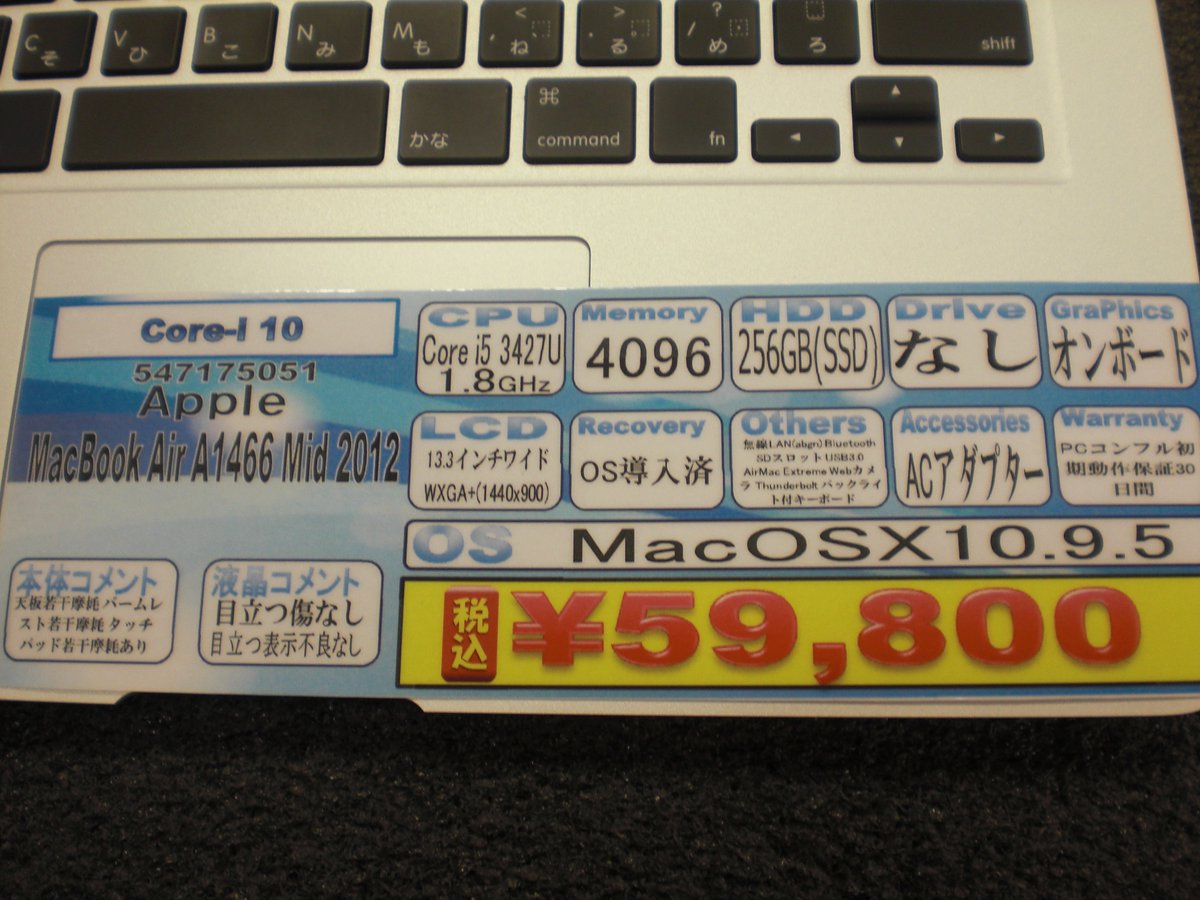 C そ V ひ B こ N み M も < , ね > . る ? / め ろ shift
かな ⌘ command fn ◀ ▲ ▼ ▶
Core-i 10
547175051
Apple
MacBook Air A1466 Mid 2012
CPU
Core i5 3427U
1.8GHz
Memory
4096
HDD
256GB(SSD)
Drive
なし
GraPhics
オンボード
LCD
13.3インチワイド
WXGA+(1440x900)
Recovery
OS導入済
Others
無線LAN(abgn) Bluetooth
SDスロットUSB3.0
AirMac Extreme Webカメ
ラ Thunderbolt バックライ
ト付キーボード
Accessories
ACアダプター
Warranty
PCコンフル初
期動作保証30
日間
OS MacOSX10.9.5
本体コメント
天板若干摩耗 パームレ
スト若干摩耗 タッチ
パッド若干摩耗あり
液晶コメント
目立つ傷なし
目立つ表示不良なし
税込 ¥59,800